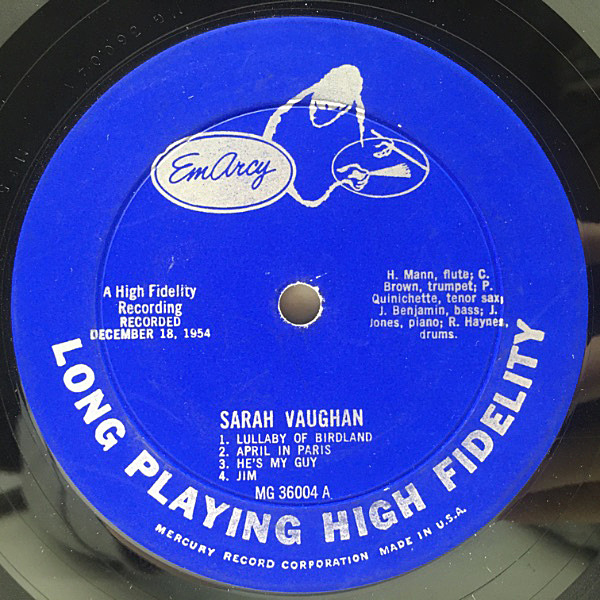 EmArcy
A High Fidelity
Recording
RECORDED
DECEMBER 18, 1954
H. Mann, flute; C.
Brown, trumpet; P.
Quinichette, tenor sax;
J. Benjamin, bass; J.
Jones, piano; R. Haynes,
drums.
SARAH VAUGHAN
1. LULLABY OF BIRDLAND
2. APRIL IN PARIS
3. HE'S MY GUY
4. JIM
MG 36004 A
LONG PLAYING HIGH FIDELITY
MERCURY RECORD CORPORATION MADE IN U.S.A.